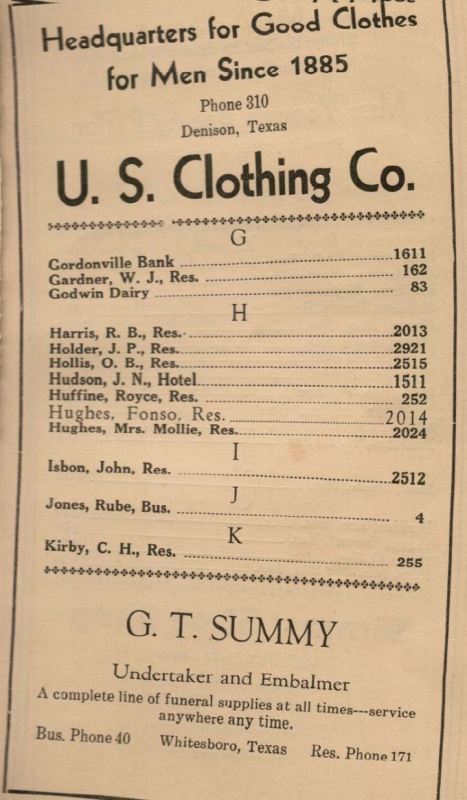 Headquarters for Good Clothes
for Men Since 1885
Phone 310
Denison, Texas
U. S. Clothing Co.
G
Gordonville Bank 1611
Gardner, W. J., Res. 162
Godwin Dairy 83
H
Harris, R. B., Res. 2013
Holder, J. P., Res. 2921
Hollis, O. B., Res. 2515
Hudson, J. N., Hotel 1511
Huffine, Royce, Res. 252
Hughes, Fonso, Res. 2014
Hughes, Mrs. Mollie, Res. 2024
I
Isbon, John, Res. 2512
J
Jones, Rube, Bus. 4
K
Kirby, C. H., Res. 255
G. T. SUMMY
Undertaker and Embalmer
A complete line of funeral supplies at all times---service
anywhere any time.
Bus. Phone 40 Whitesboro, Texas Res. Phone 171